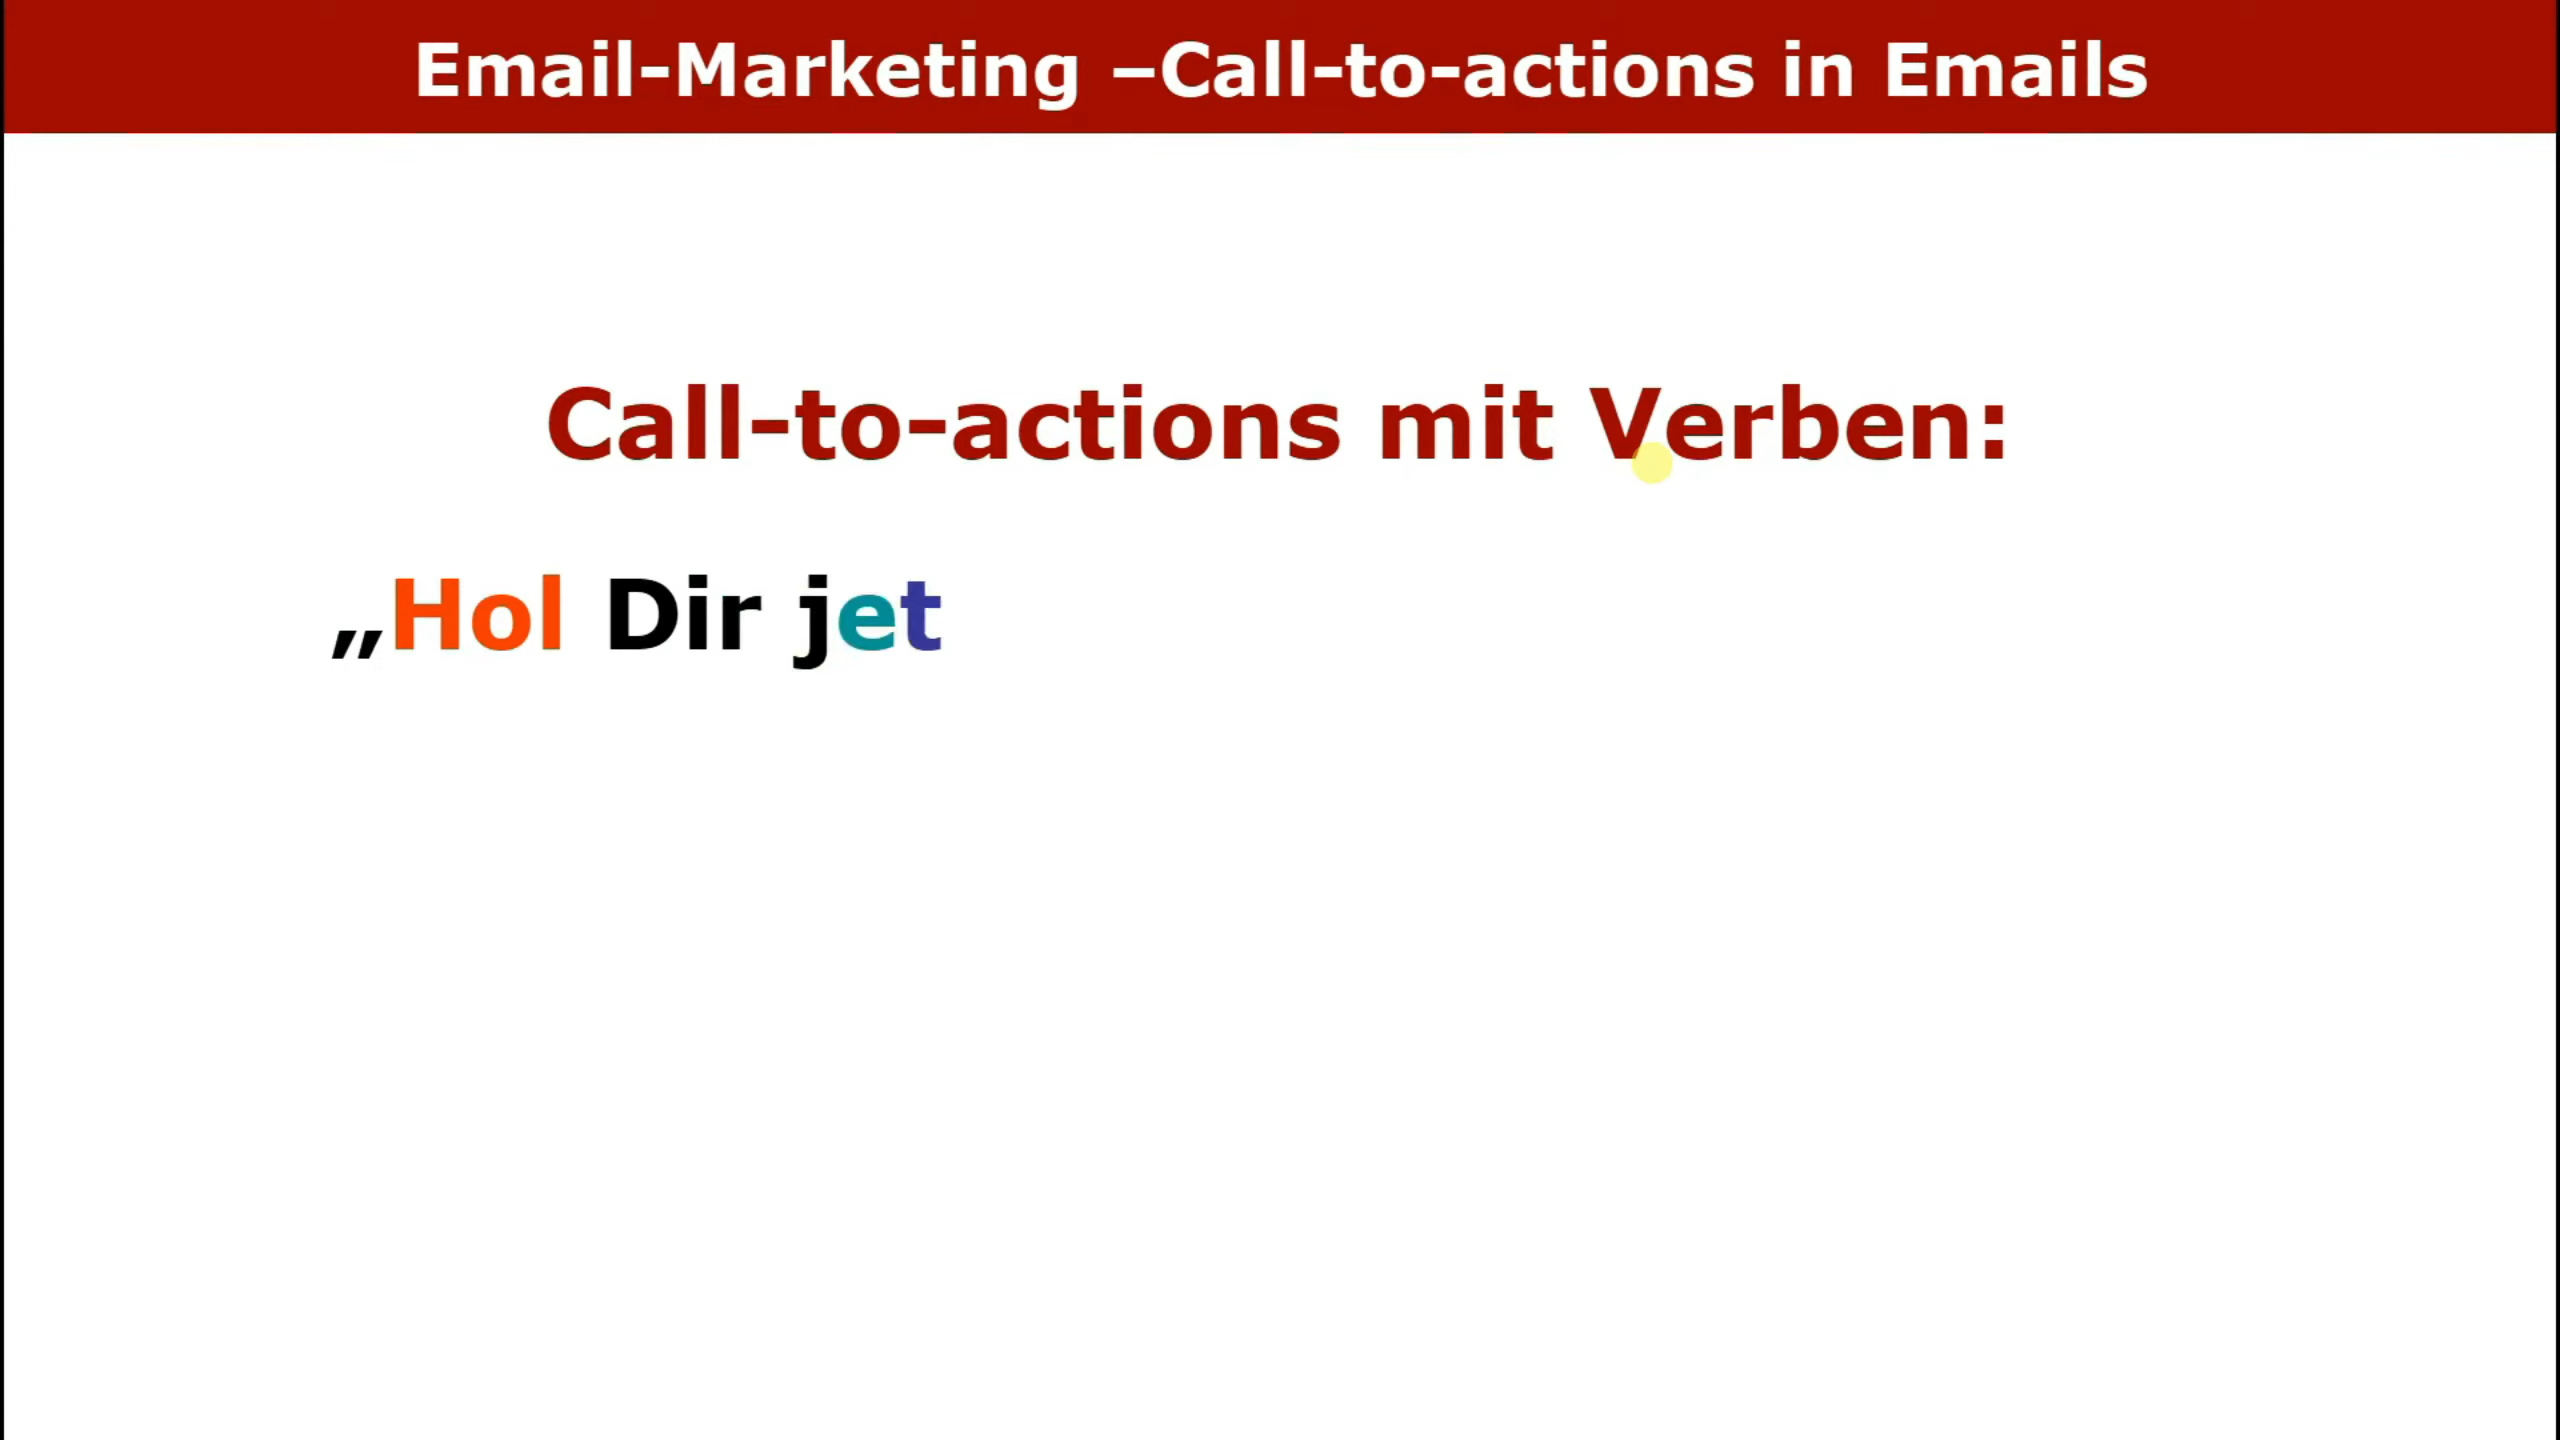 Email-Marketing –Call-to-actions in Emails
Call-to-actions mit Verben:
„Hol Dir jet